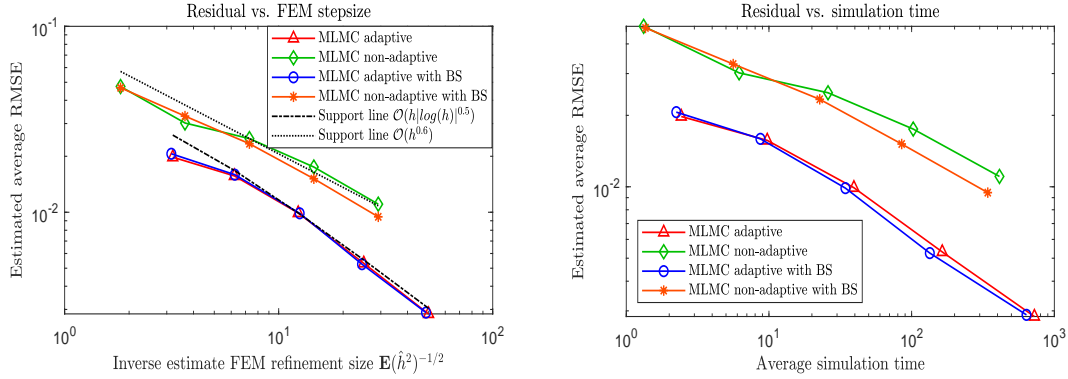 Residual vs. FEM stepsize
10^{-1}
MLMC adaptive
MLMC non-adaptive
MLMC adaptive with BS
MLMC non-adaptive with BS
Support line $\mathcal{O}(h|log(h)|^{0.5})$
Support line $\mathcal{O}(h^{0.6})$
Estimated average RMSE
10^{-2}
10^0 10^1 10^2
Inverse estimate FEM refinement size $\mathbf{E}(\hat{h}^2)^{-1/2}$
Residual vs. simulation time
Estimated average RMSE
10^{-2}
MLMC adaptive
MLMC non-adaptive
MLMC adaptive with BS
MLMC non-adaptive with BS
10^0 10^1 10^2 10^3
Average simulation time